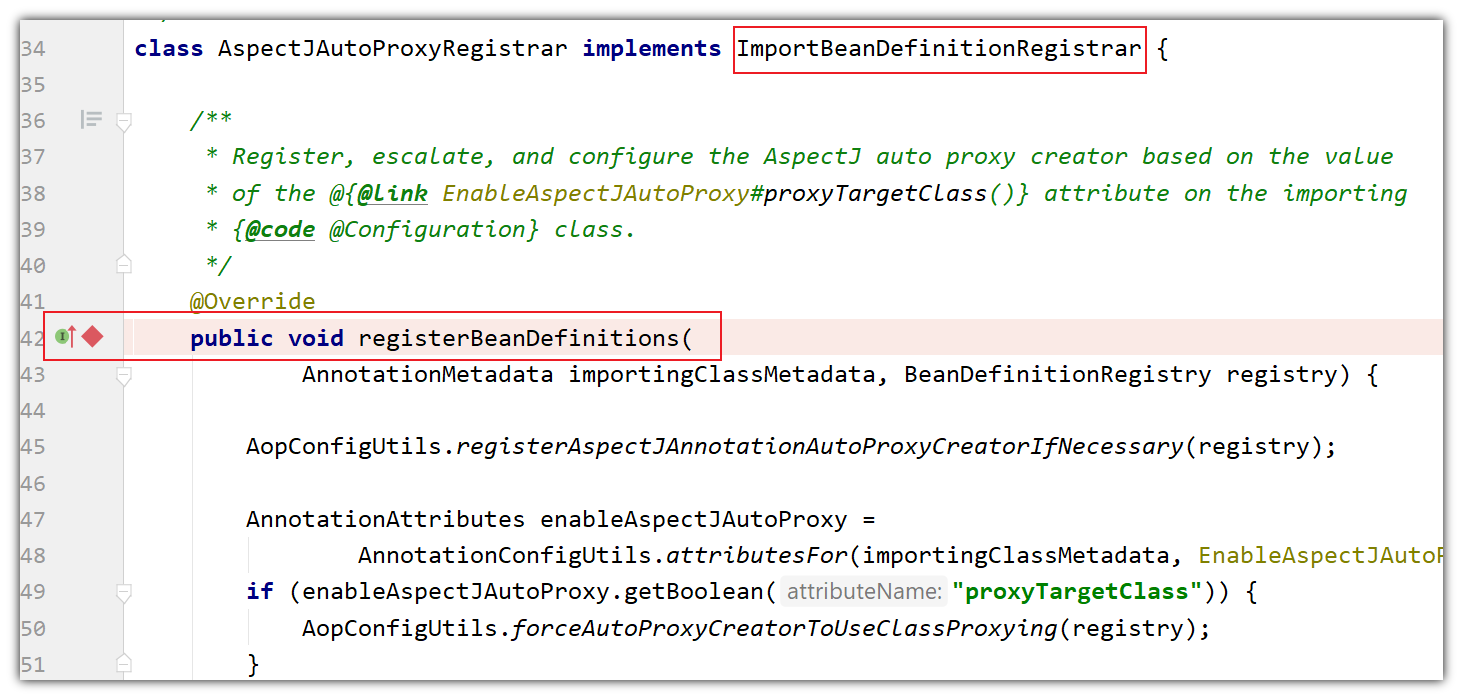 34 class AspectJAutoProxyRegistrar implements ImportBeanDefinitionRegistrar {
35
36 /**
37 * Register, escalate, and configure the AspectJ auto proxy creator based on the value
38 * of the @{@link EnableAspectJAutoProxy#proxyTargetClass()} attribute on the importing
39 * {@code @Configuration} class.
40 */
41 @Override
42 public void registerBeanDefinitions(
43 AnnotationMetadata importingClassMetadata, BeanDefinitionRegistry registry) {
44
45 AopConfigUtils.registerAspectJAnnotationAutoProxyCreatorIfNecessary(registry);
46
47 AnnotationAttributes enableAspectJAutoProxy =
48 AnnotationConfigUtils.attributesFor(importingClassMetadata, EnableAspectJAutoP
49 if (enableAspectJAutoProxy.getBoolean( attributeName: "proxyTargetClass")) {
50 AopConfigUtils.forceAutoProxyCreatorToUseClassProxying(registry);
51 }